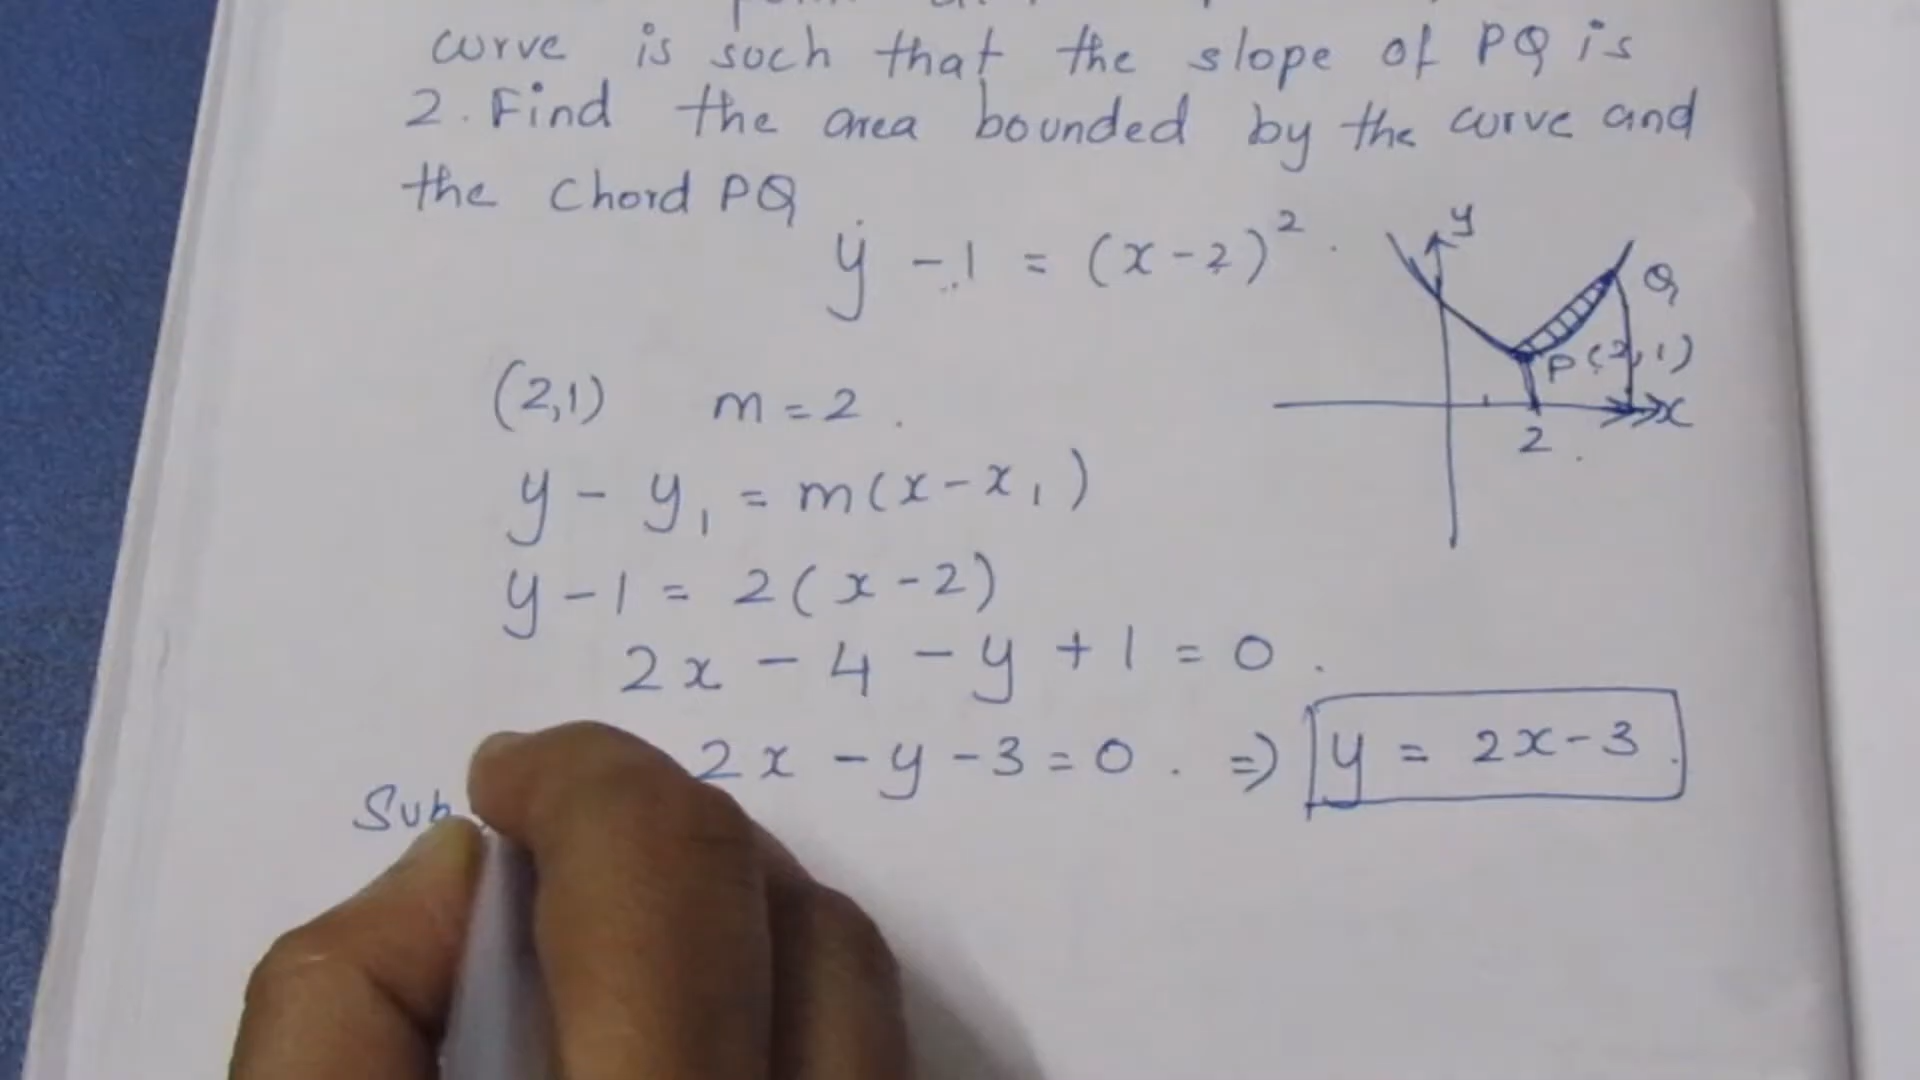 curve is such that the slope of PQ is
2. Find the area bounded by the curve and
the chord PQ
y - 1 = (x-2)²
y
Q
P(2,1)
x
2
(2,1) m = 2
y - y₁ = m(x-x₁)
y - 1 = 2(x-2)
2x - 4 - y + 1 = 0
2x - y - 3 = 0 ⇒ y = 2x-3
Sub